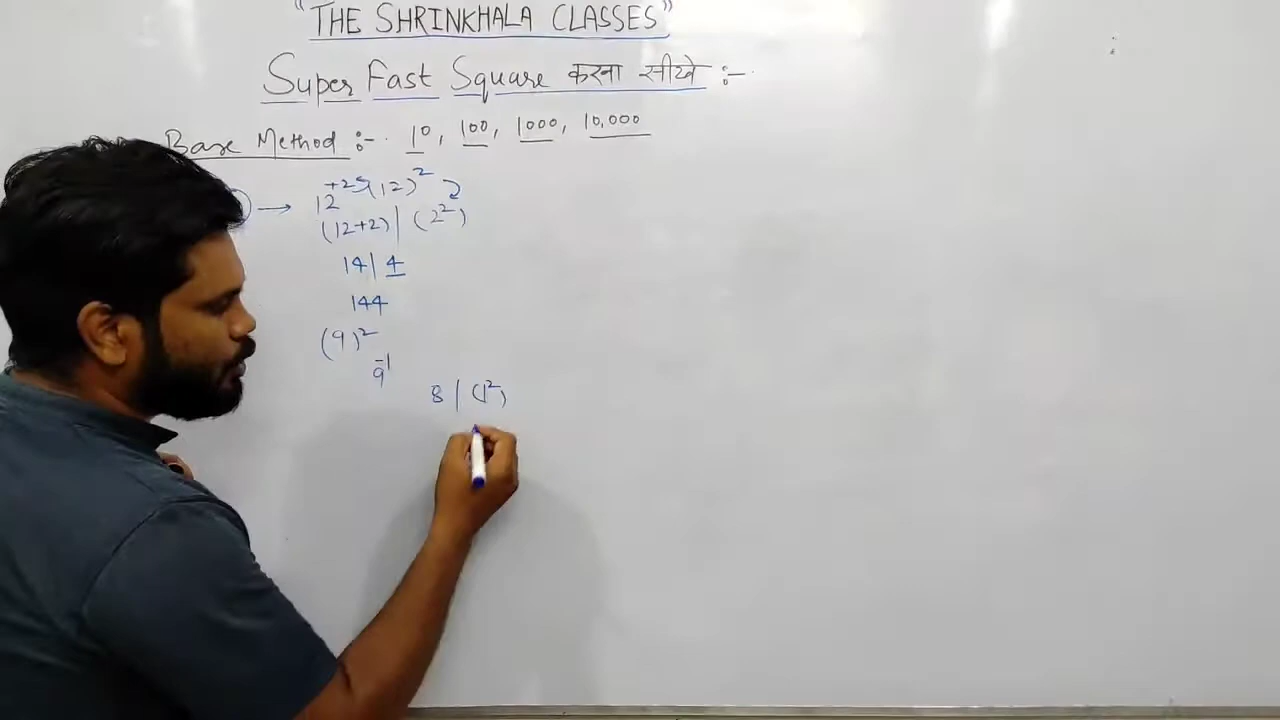 "THE SHRINKHALA CLASSES"
Super Fast Square करना सीखे :-
Base Method :- 10, 100, 1000, 10,000
→ 12⁺² (12)²
(12+2) | (2²)
14 | 4
144
(9)²
9⁻¹
8 | (1²)